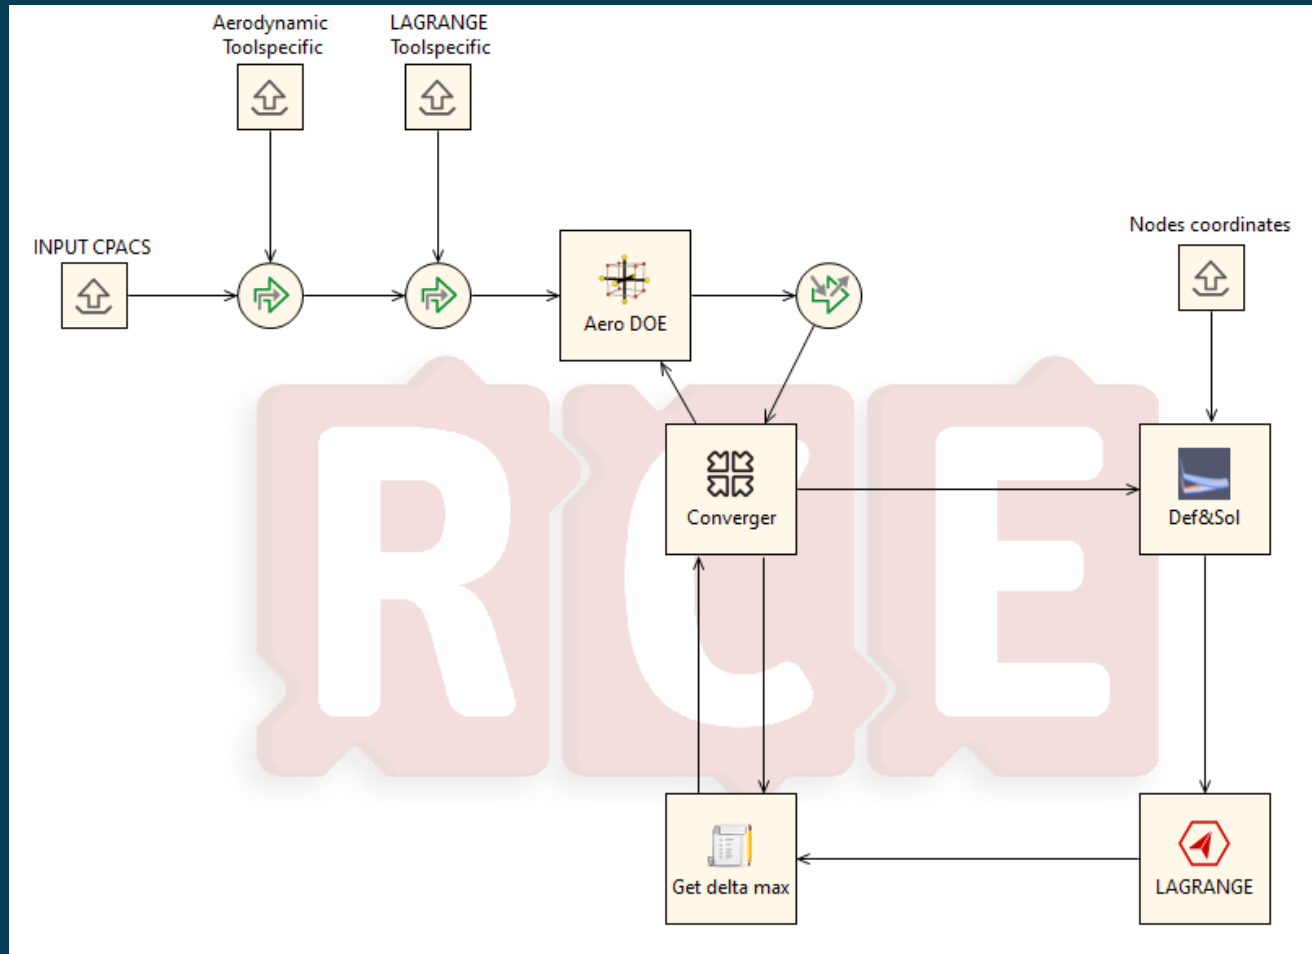 Aerodynamic
Toolspecific
LAGRANGE
Toolspecific
INPUT CPACS
Aero DOE
Nodes coordinates
Converger
Def&Sol
RCE
Get delta max
LAGRANGE